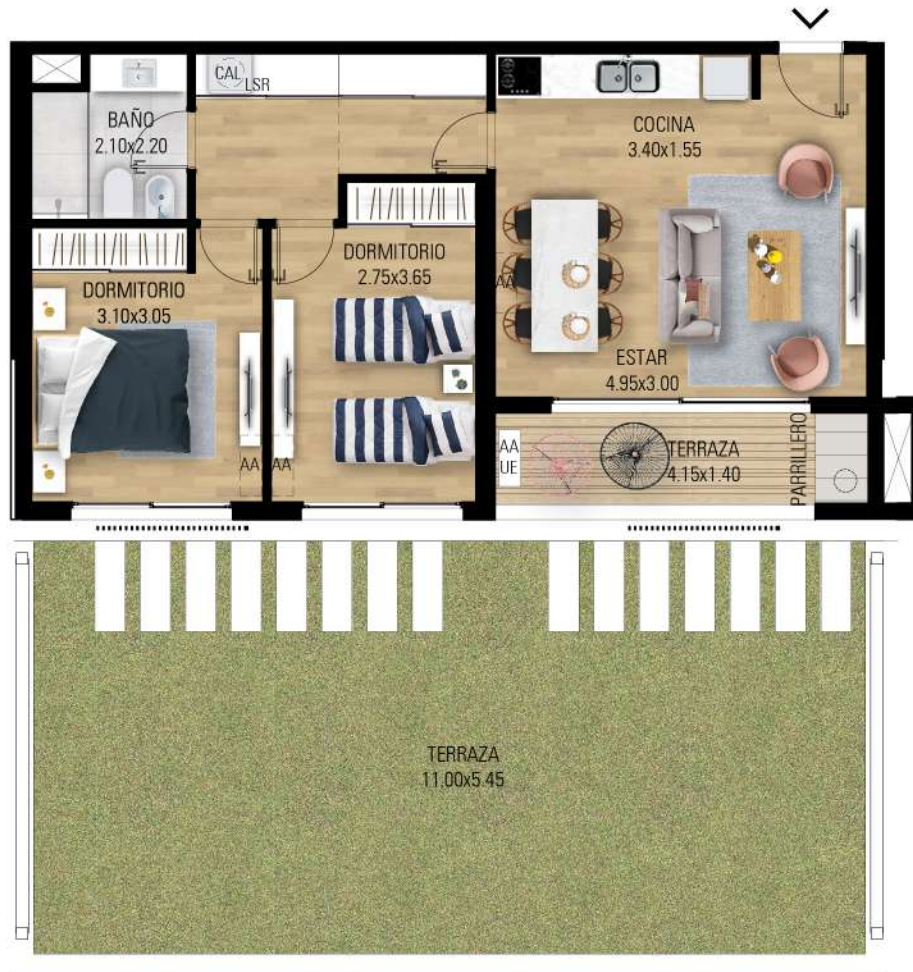 CAL
LSR
BAÑO
2.10x2.20
COCINA
3.40x1.55
DORMITORIO
2.75x3.65
DORMITORIO
3.10x3.05
AA
ESTAR
4.95x3.00
AA
AA
AA
UE
TERRAZA
4.15x1.40
PARRILLERO
TERRAZA
11.00x5.45